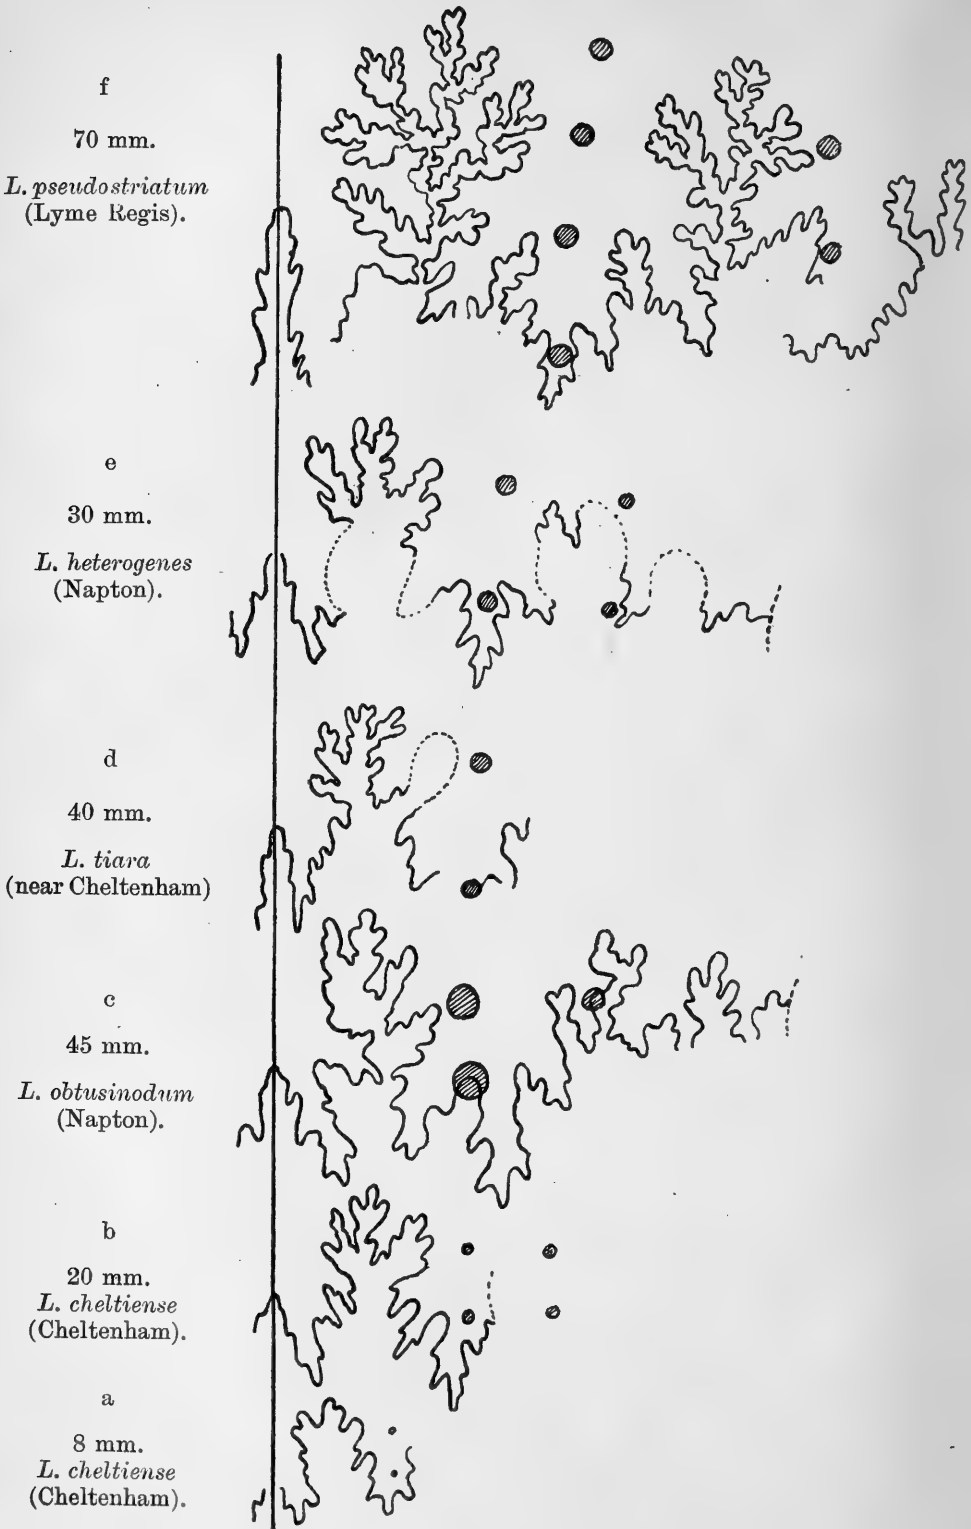 f
70 mm.
L. pseudostriatum
(Lyme Regis).
e
30 mm.
L. heterogenes
(Napton).
d
40 mm.
L. tiara
(near Cheltenham)
c
45 mm.
L. obtusinodum
(Napton).
b
20 mm.
L. cheltiense
(Cheltenham).
a
8 mm.
L. cheltiense
(Cheltenham).